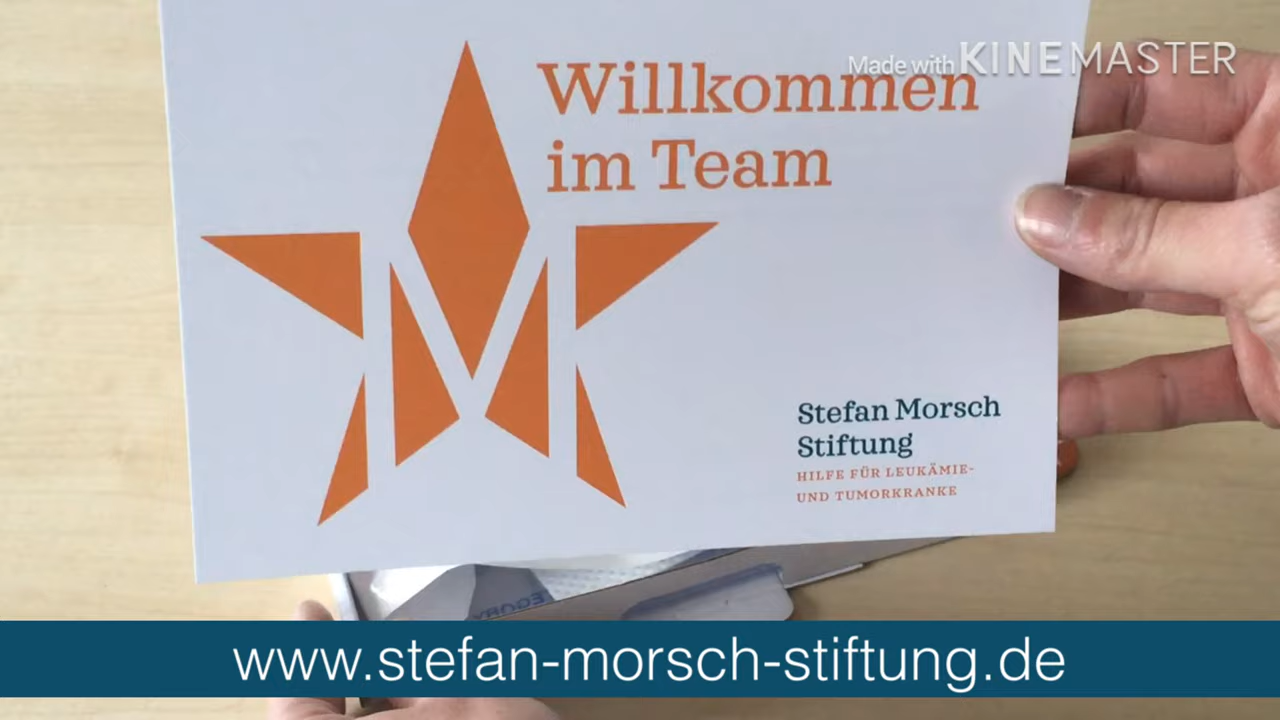 Made with KINEMASTER
Willkommen
im Team
Stefan Morsch
Stiftung
HILFE FÜR LEUKÄMIE-
UND TUMORKRANKE
EGORY
www.stefan-morsch-stiftung.de